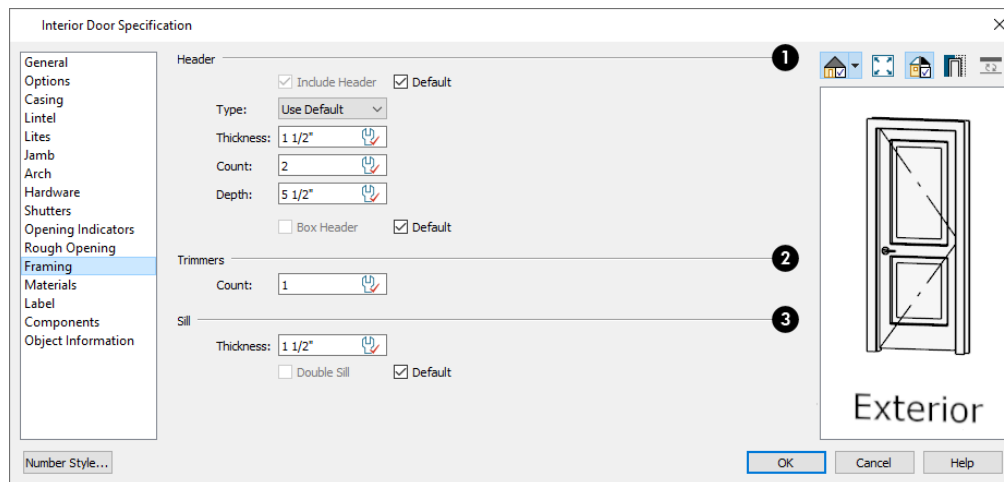 Interior Door Specification
General
Options
Casing
Lintel
Lites
Jamb
Arch
Hardware
Shutters
Opening Indicators
Rough Opening
Framing
Materials
Label
Components
Object Information
Header 1
Include Header Default
Type: Use Default
Thickness: 1 1/2"
Count: 2
Depth: 5 1/2"
Box Header Default
Trimmers 2
Count: 1
Sill 3
Thickness: 1 1/2"
Double Sill Default
Exterior
Number Style... OK Cancel Help